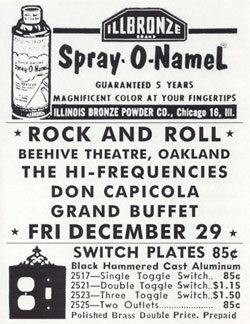 ILLBRONZE
BRAND
Spray-O-NameL
Spray-O-NameL
GUARANTEED 5 YEARS
MAGNIFICENT COLOR AT YOUR FINGERTIPS
ILLINOIS BRONZE POWDER CO., Chicago 16, Ill.
★ ROCK AND ROLL ★
BEEHIVE THEATRE, OAKLAND
THE HI-FREQUENCIES
DON CAPICOLA
GRAND BUFFET
★ FRI DECEMBER 29 ★
SWITCH PLATES 85¢
Black Hammered Cast Aluminum
2517—Single Toggle Switch.. 85c
2521—Double Toggle Switch..$1.15
2523—Three Toggle Switch..$1.50
2525—Two Outlets............. 85c
Polished Brass Double Price. Prepaid